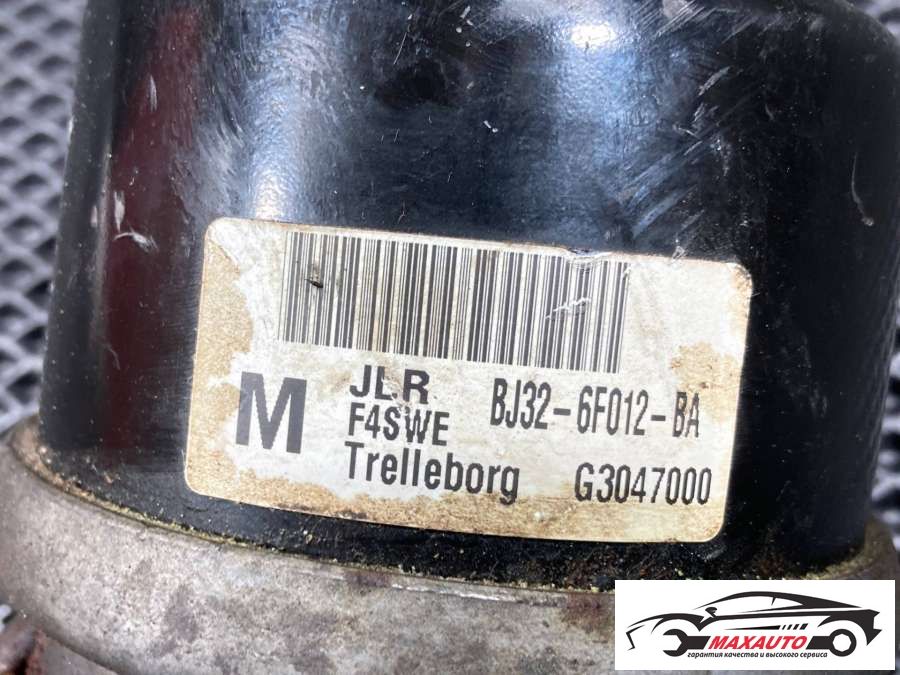 M
JLR
F4SWE
BJ32-6F012-BA
Trelleborg
G3047000
MAXAUTO
гарантия качества и высокого сервиса